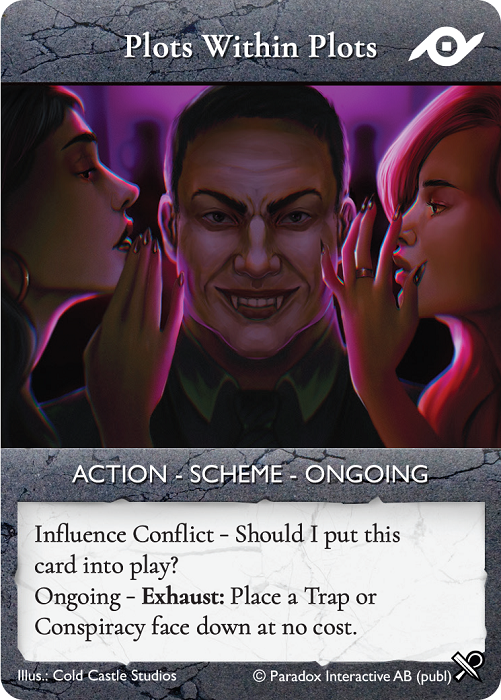 Plots Within Plots
ACTION - SCHEME - ONGOING
Influence Conflict - Should I put this
card into play?
Ongoing - Exhaust: Place a Trap or
Conspiracy face down at no cost.
Illus.: Cold Castle Studios © Paradox Interactive AB (publ)